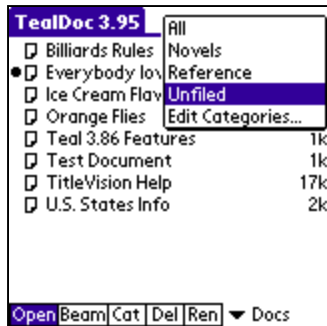 TealDoc 3.95
All
Billiards Rules Novels
Everybody lov Reference
Ice Cream Flav Unfiled
Orange Flies Edit Categories...
Teal 3.86 Features 1k
Test Document 1k
TitleVision Help 17k
U.S. States Info 2k
Open Beam Cat Del Ren Docs